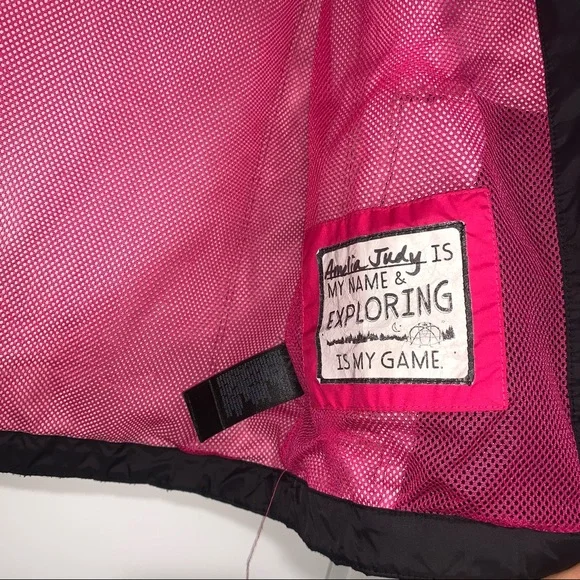 Amelia Judy IS
MY NAME &
EXPLORING
IS MY GAME.